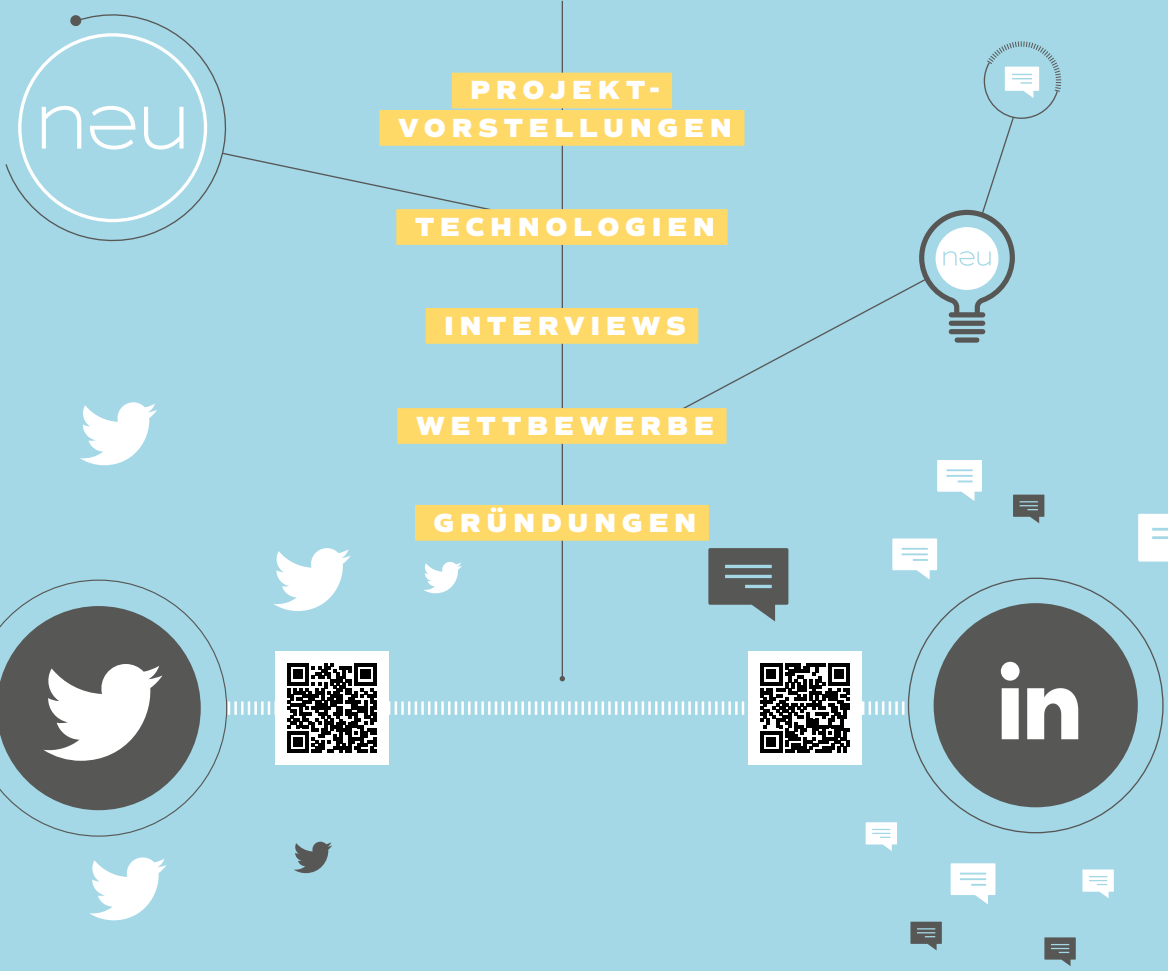 neu
PROJEKT-
VORSTELLUNGEN
TECHNOLOGIEN
neu
INTERVIEWS
WETTBEWERBE
GRÜNDUNGEN
in